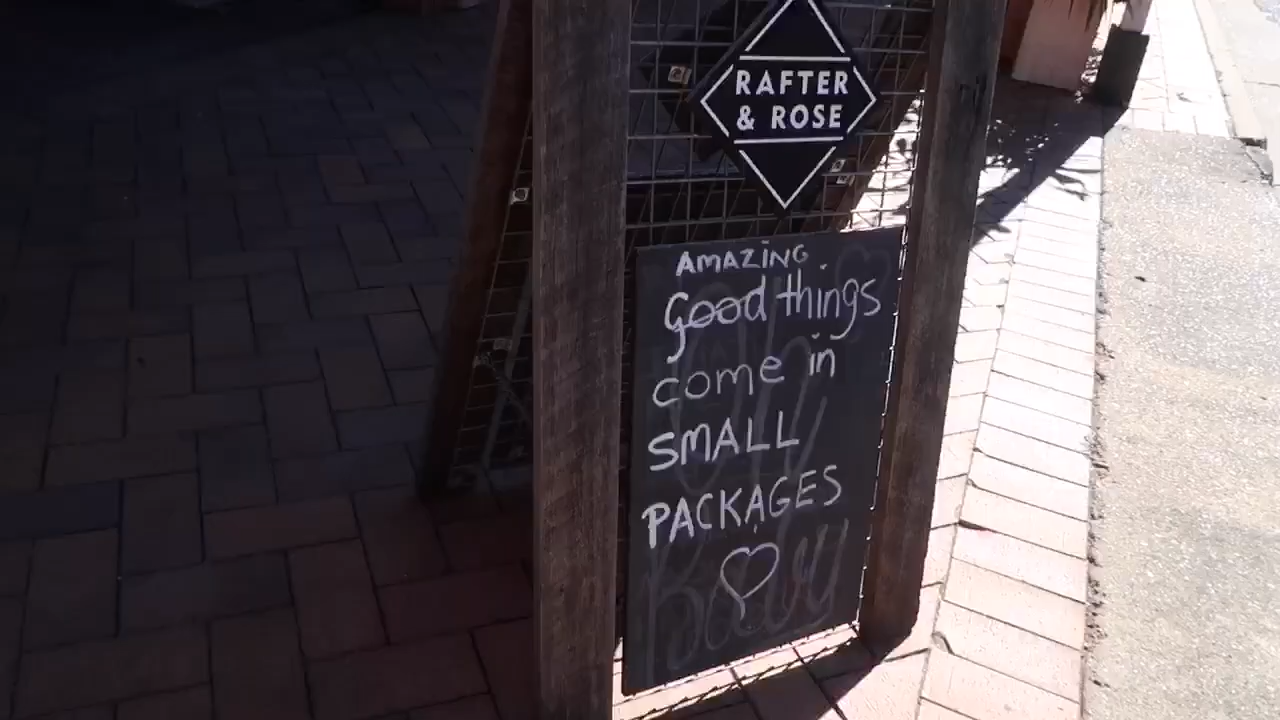 RAFTER
& ROSE
AMAZING
Good things
come in
SMALL
PACKAGES